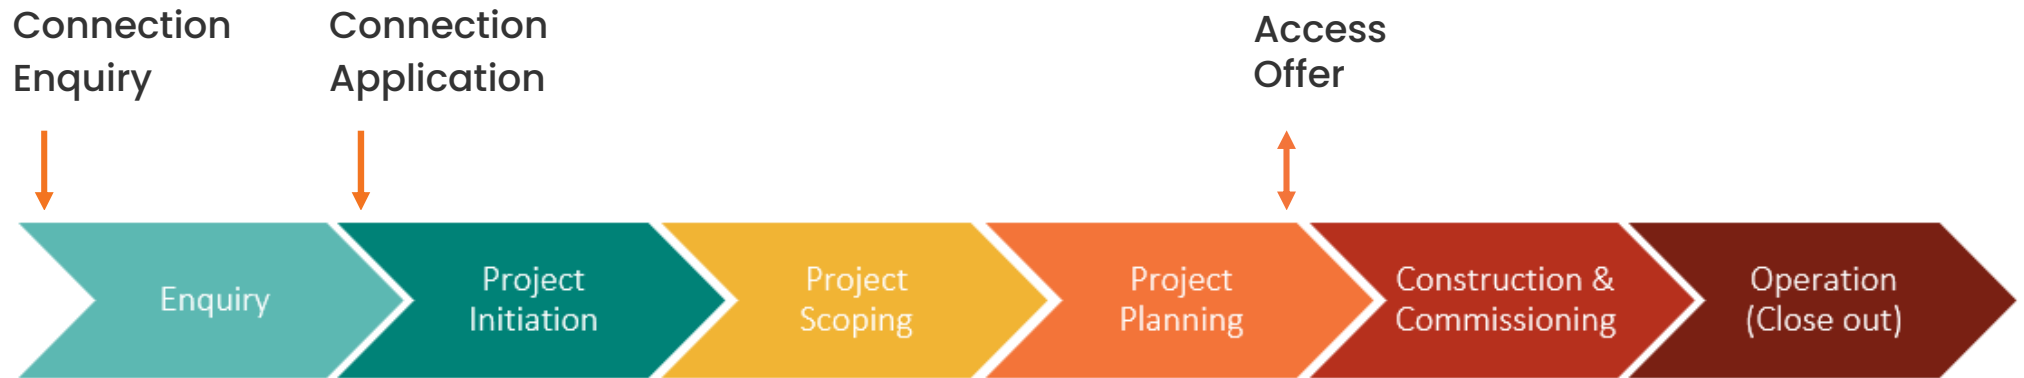 Connection
Enquiry
Connection
Application
Access
Offer
Enquiry
Project
Initiation
Project
Scoping
Project
Planning
Construction &
Commissioning
Operation
(Close out)